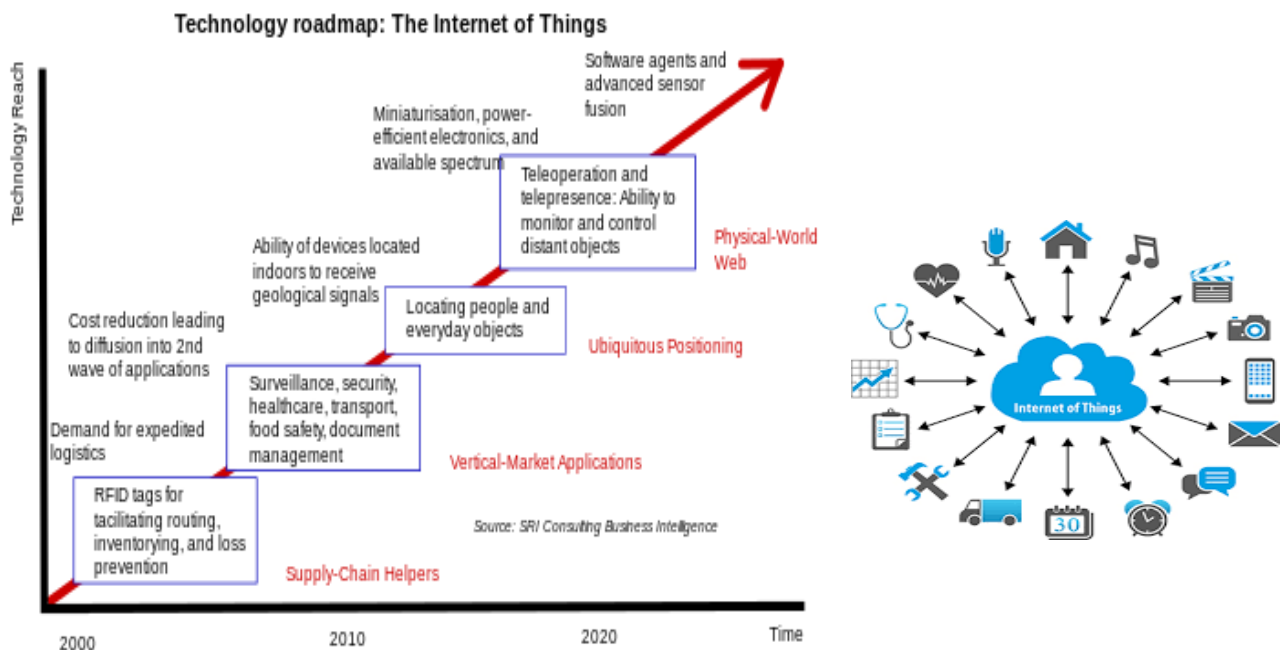 Technology roadmap: The Internet of Things
Technology Reach
Software agents and
advanced sensor
fusion
Miniaturisation, power-
efficient electronics, and
available spectrum
Teleoperation and
telepresence: Ability to
monitor and control
distant objects
Physical-World
Web
Ability of devices located
indoors to receive
geological signals
Locating people and
everyday objects
Ubiquitous Positioning
Cost reduction leading
to diffusion into 2nd
wave of applications
Surveillance, security,
healthcare, transport,
food safety, document
management
Vertical-Market Applications
Demand for expedited
logistics
RFID tags for
tacilitating routing,
inventorying, and loss
prevention
Supply-Chain Helpers
Source: SRI Consulting Business Intelligence
2000
2010
2020
Time
Internet of Things
30